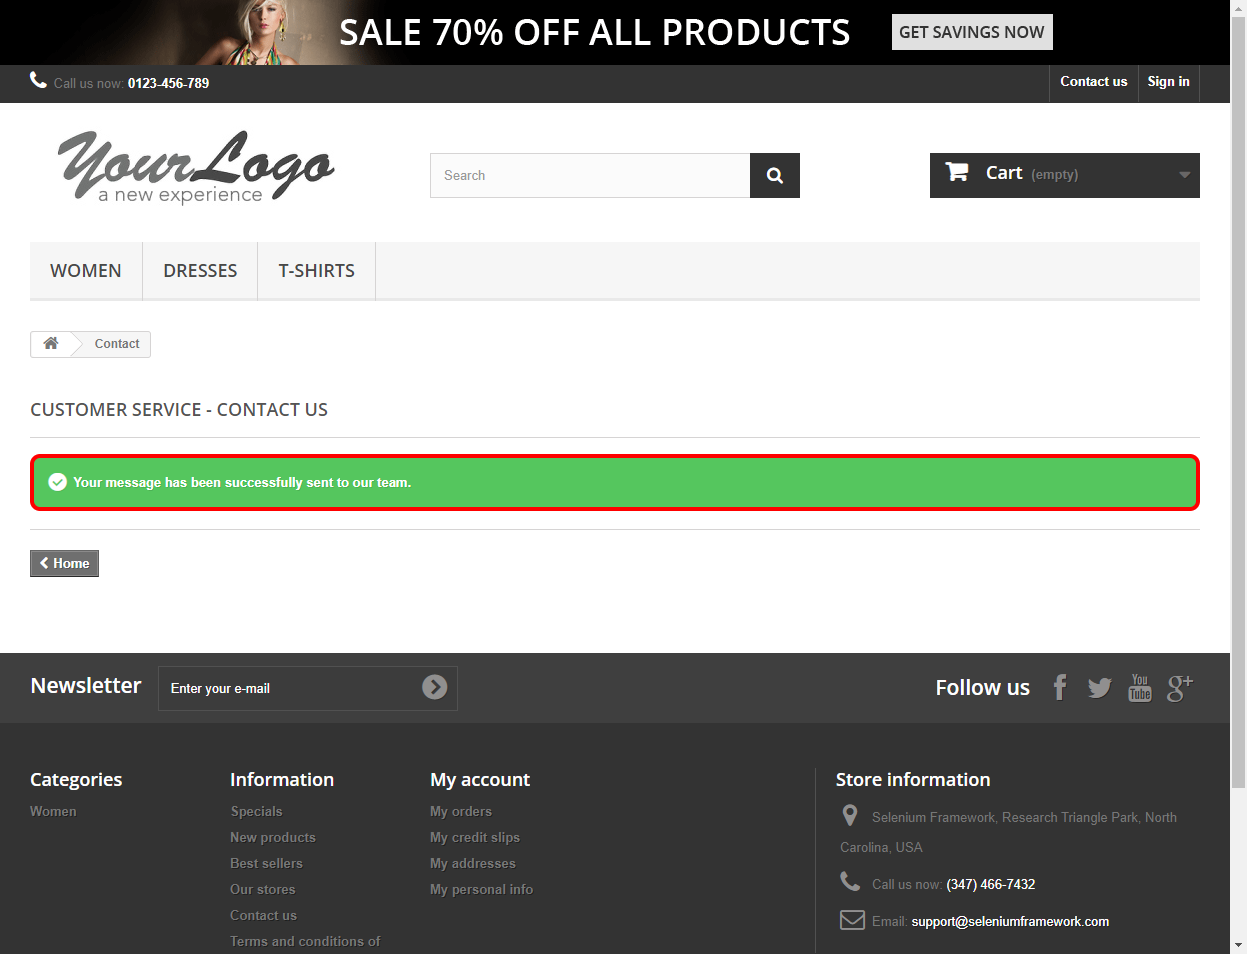 SALE 70% OFF ALL PRODUCTS
GET SAVINGS NOW
Call us now: 0123-456-789
Contact us
Sign in
YourLogo
a new experience
Search
Cart (empty)
WOMEN
DRESSES
T-SHIRTS
Contact
CUSTOMER SERVICE - CONTACT US
Your message has been successfully sent to our team.
Home
Newsletter
Enter your e-mail
Follow us
You
Tube
g+
Categories
Women
Information
Specials
New products
Best sellers
Our stores
Contact us
Terms and conditions of
My account
My orders
My credit slips
My addresses
My personal info
Store information
Selenium Framework, Research Triangle Park, North
Carolina, USA
Call us now: (347) 466-7432
Email: support@seleniumframework.com